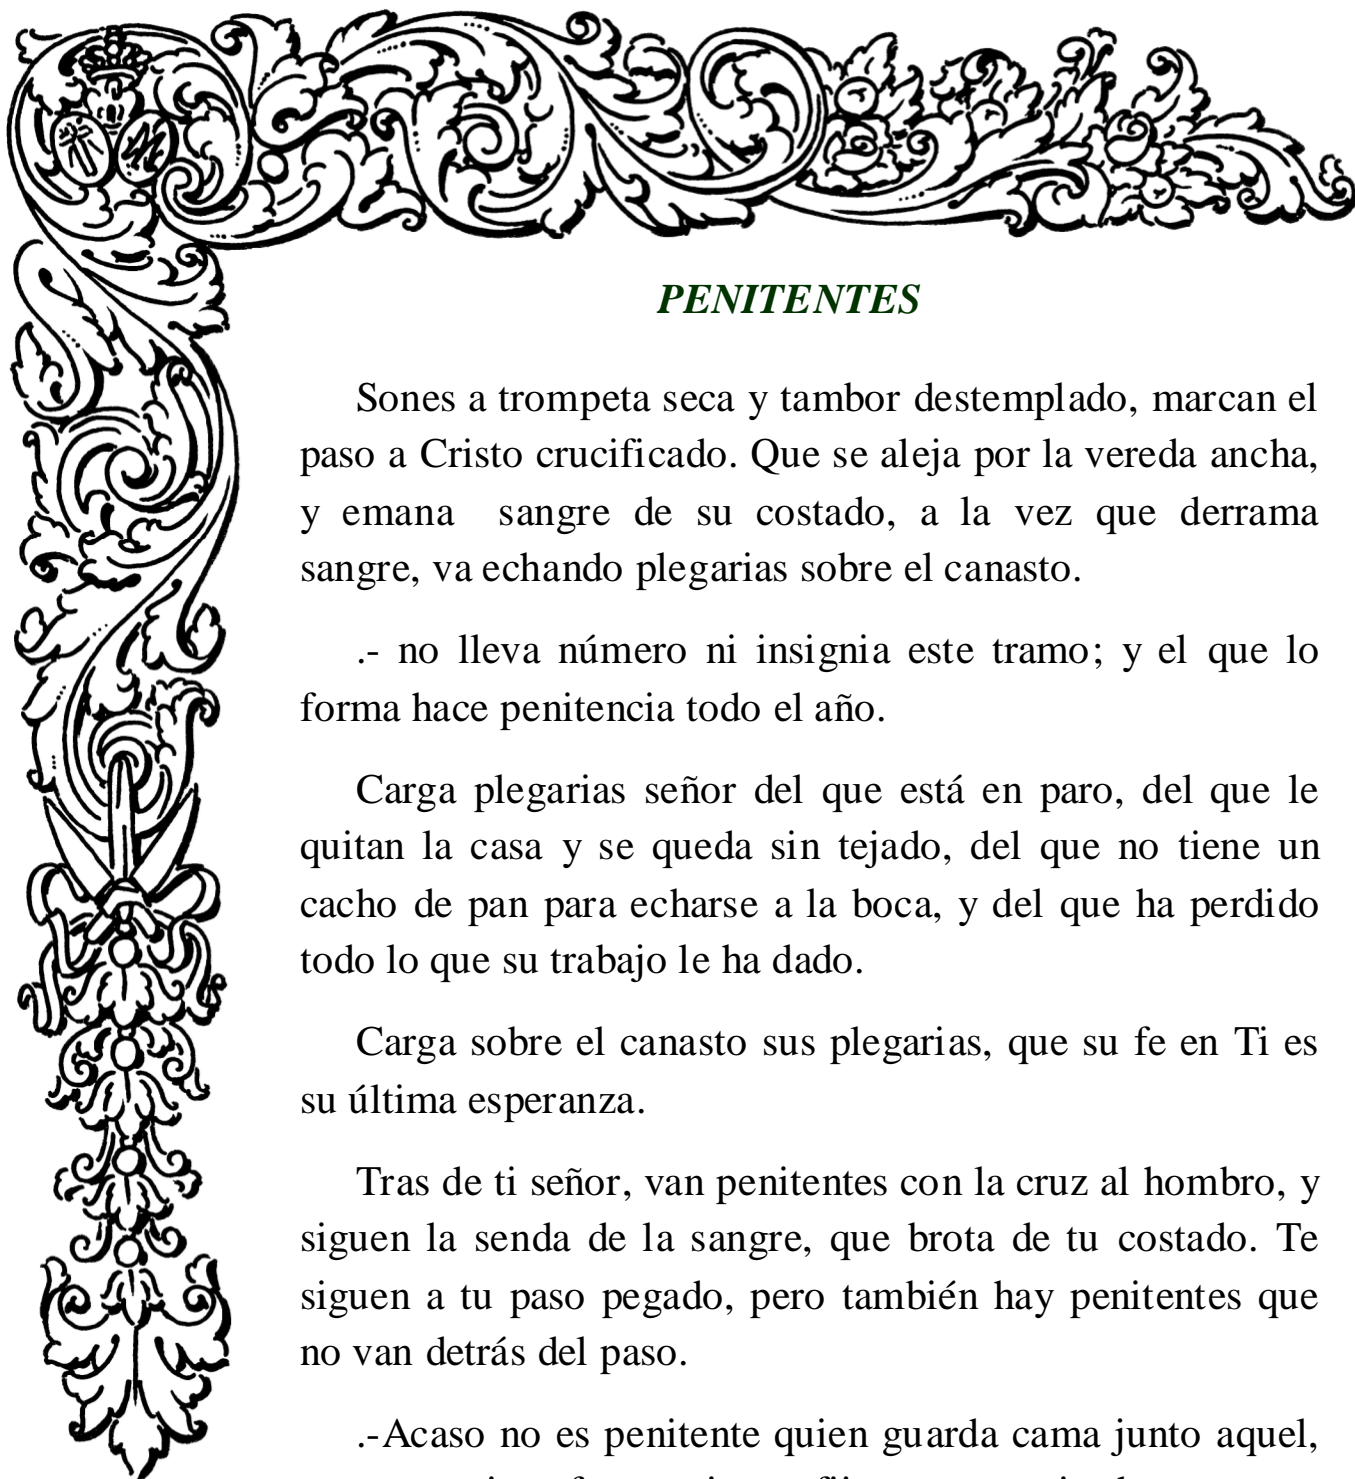 PENITENTES
Sones a trompeta seca y tambor destemplado, marcan el
paso a Cristo crucificado. Que se aleja por la vereda ancha,
y emana sangre de su costado, a la vez que derrama
sangre, va echando plegarias sobre el canasto.
.- no lleva número ni insignia este tramo; y el que lo
forma hace penitencia todo el año.
Carga plegarias señor del que está en paro, del que le
quitan la casa y se queda sin tejado, del que no tiene un
cacho de pan para echarse a la boca, y del que ha perdido
todo lo que su trabajo le ha dado.
Carga sobre el canasto sus plegarias, que su fe en Ti es
su última esperanza.
Tras de ti señor, van penitentes con la cruz al hombro, y
siguen la senda de la sangre, que brota de tu costado. Te
siguen a tu paso pegado, pero también hay penitentes que
no van detrás del paso.
.-Acaso no es penitente quien guarda cama junto aquel,